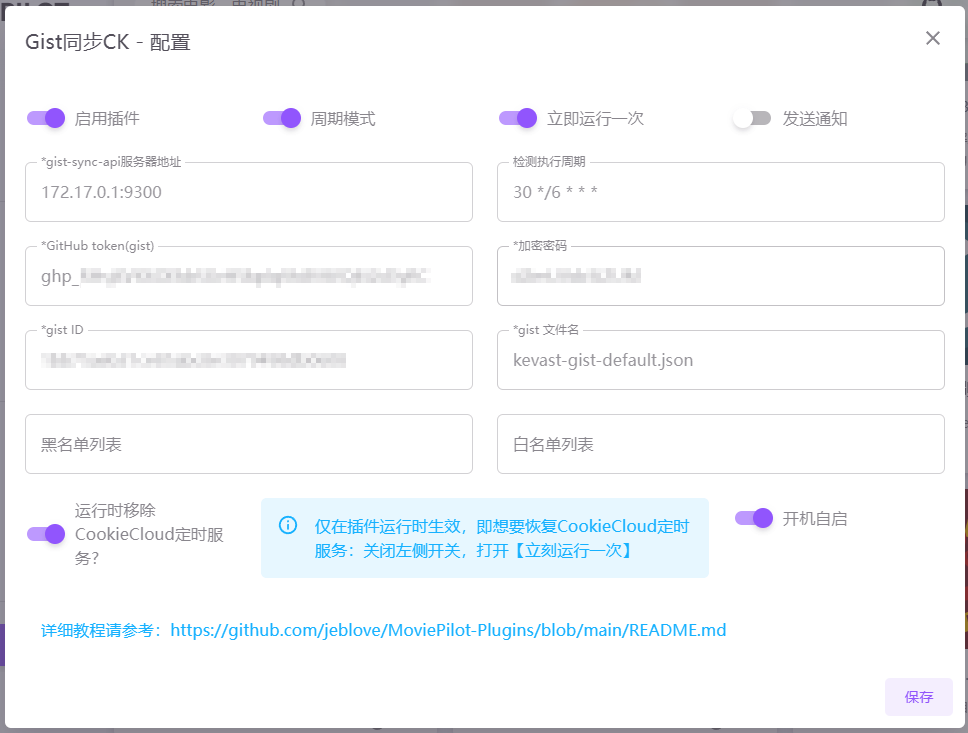 Gist同步CK - 配置
启用插件
周期模式
立即运行一次
发送通知
*gist-sync-api服务器地址
172.17.0.1:9300
检测执行周期
30 */6 * * *
*GitHub token(gist)
ghp_
*加密密码
*gist ID
*gist 文件名
kevast-gist-default.json
黑名单列表
白名单列表
运行时移除
CookieCloud定时服
务?
仅在插件运行时生效，即想要恢复CookieCloud定时
服务：关闭左侧开关，打开【立刻运行一次】
开机自启
详细教程请参考：https://github.com/jeblove/MoviePilot-Plugins/blob/main/README.md
保存